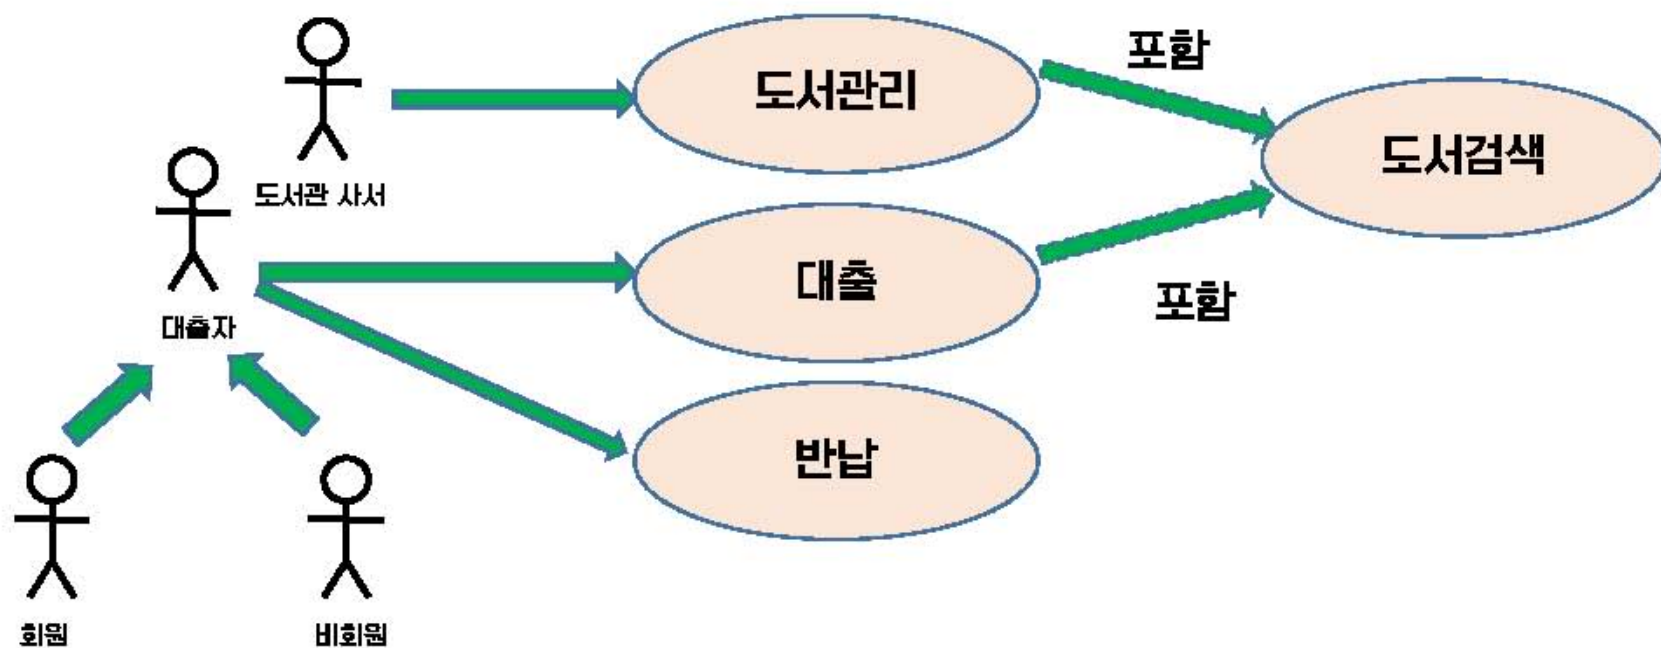 포함
도서관리
도서검색
도서관 사서
대출
포함
대출자
반납
회원
비회원